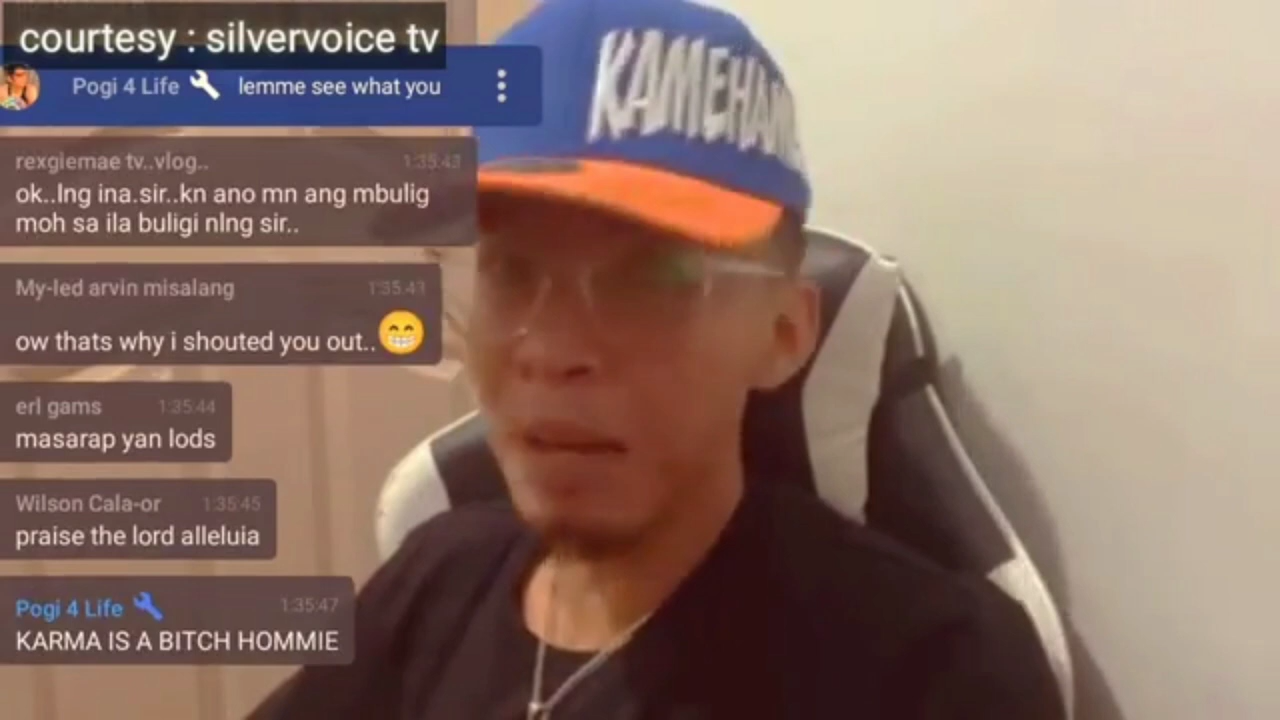 courtesy : silvervoice tv
Pogi 4 Life lemme see what you
KAMEHAM
rexgiemae tv..vlog.. 1:35:43
ok..lng ina.sir..kn ano mn ang mbulig
moh sa ila buligi nlng sir..
My-led arvin misalang 1:35:43
ow thats why i shouted you out..😁
erl gams 1:35:44
masarap yan lods
Wilson Cala-or 1:35:45
praise the lord alleluia
Pogi 4 Life 1:35:47
KARMA IS A BITCH HOMMIE